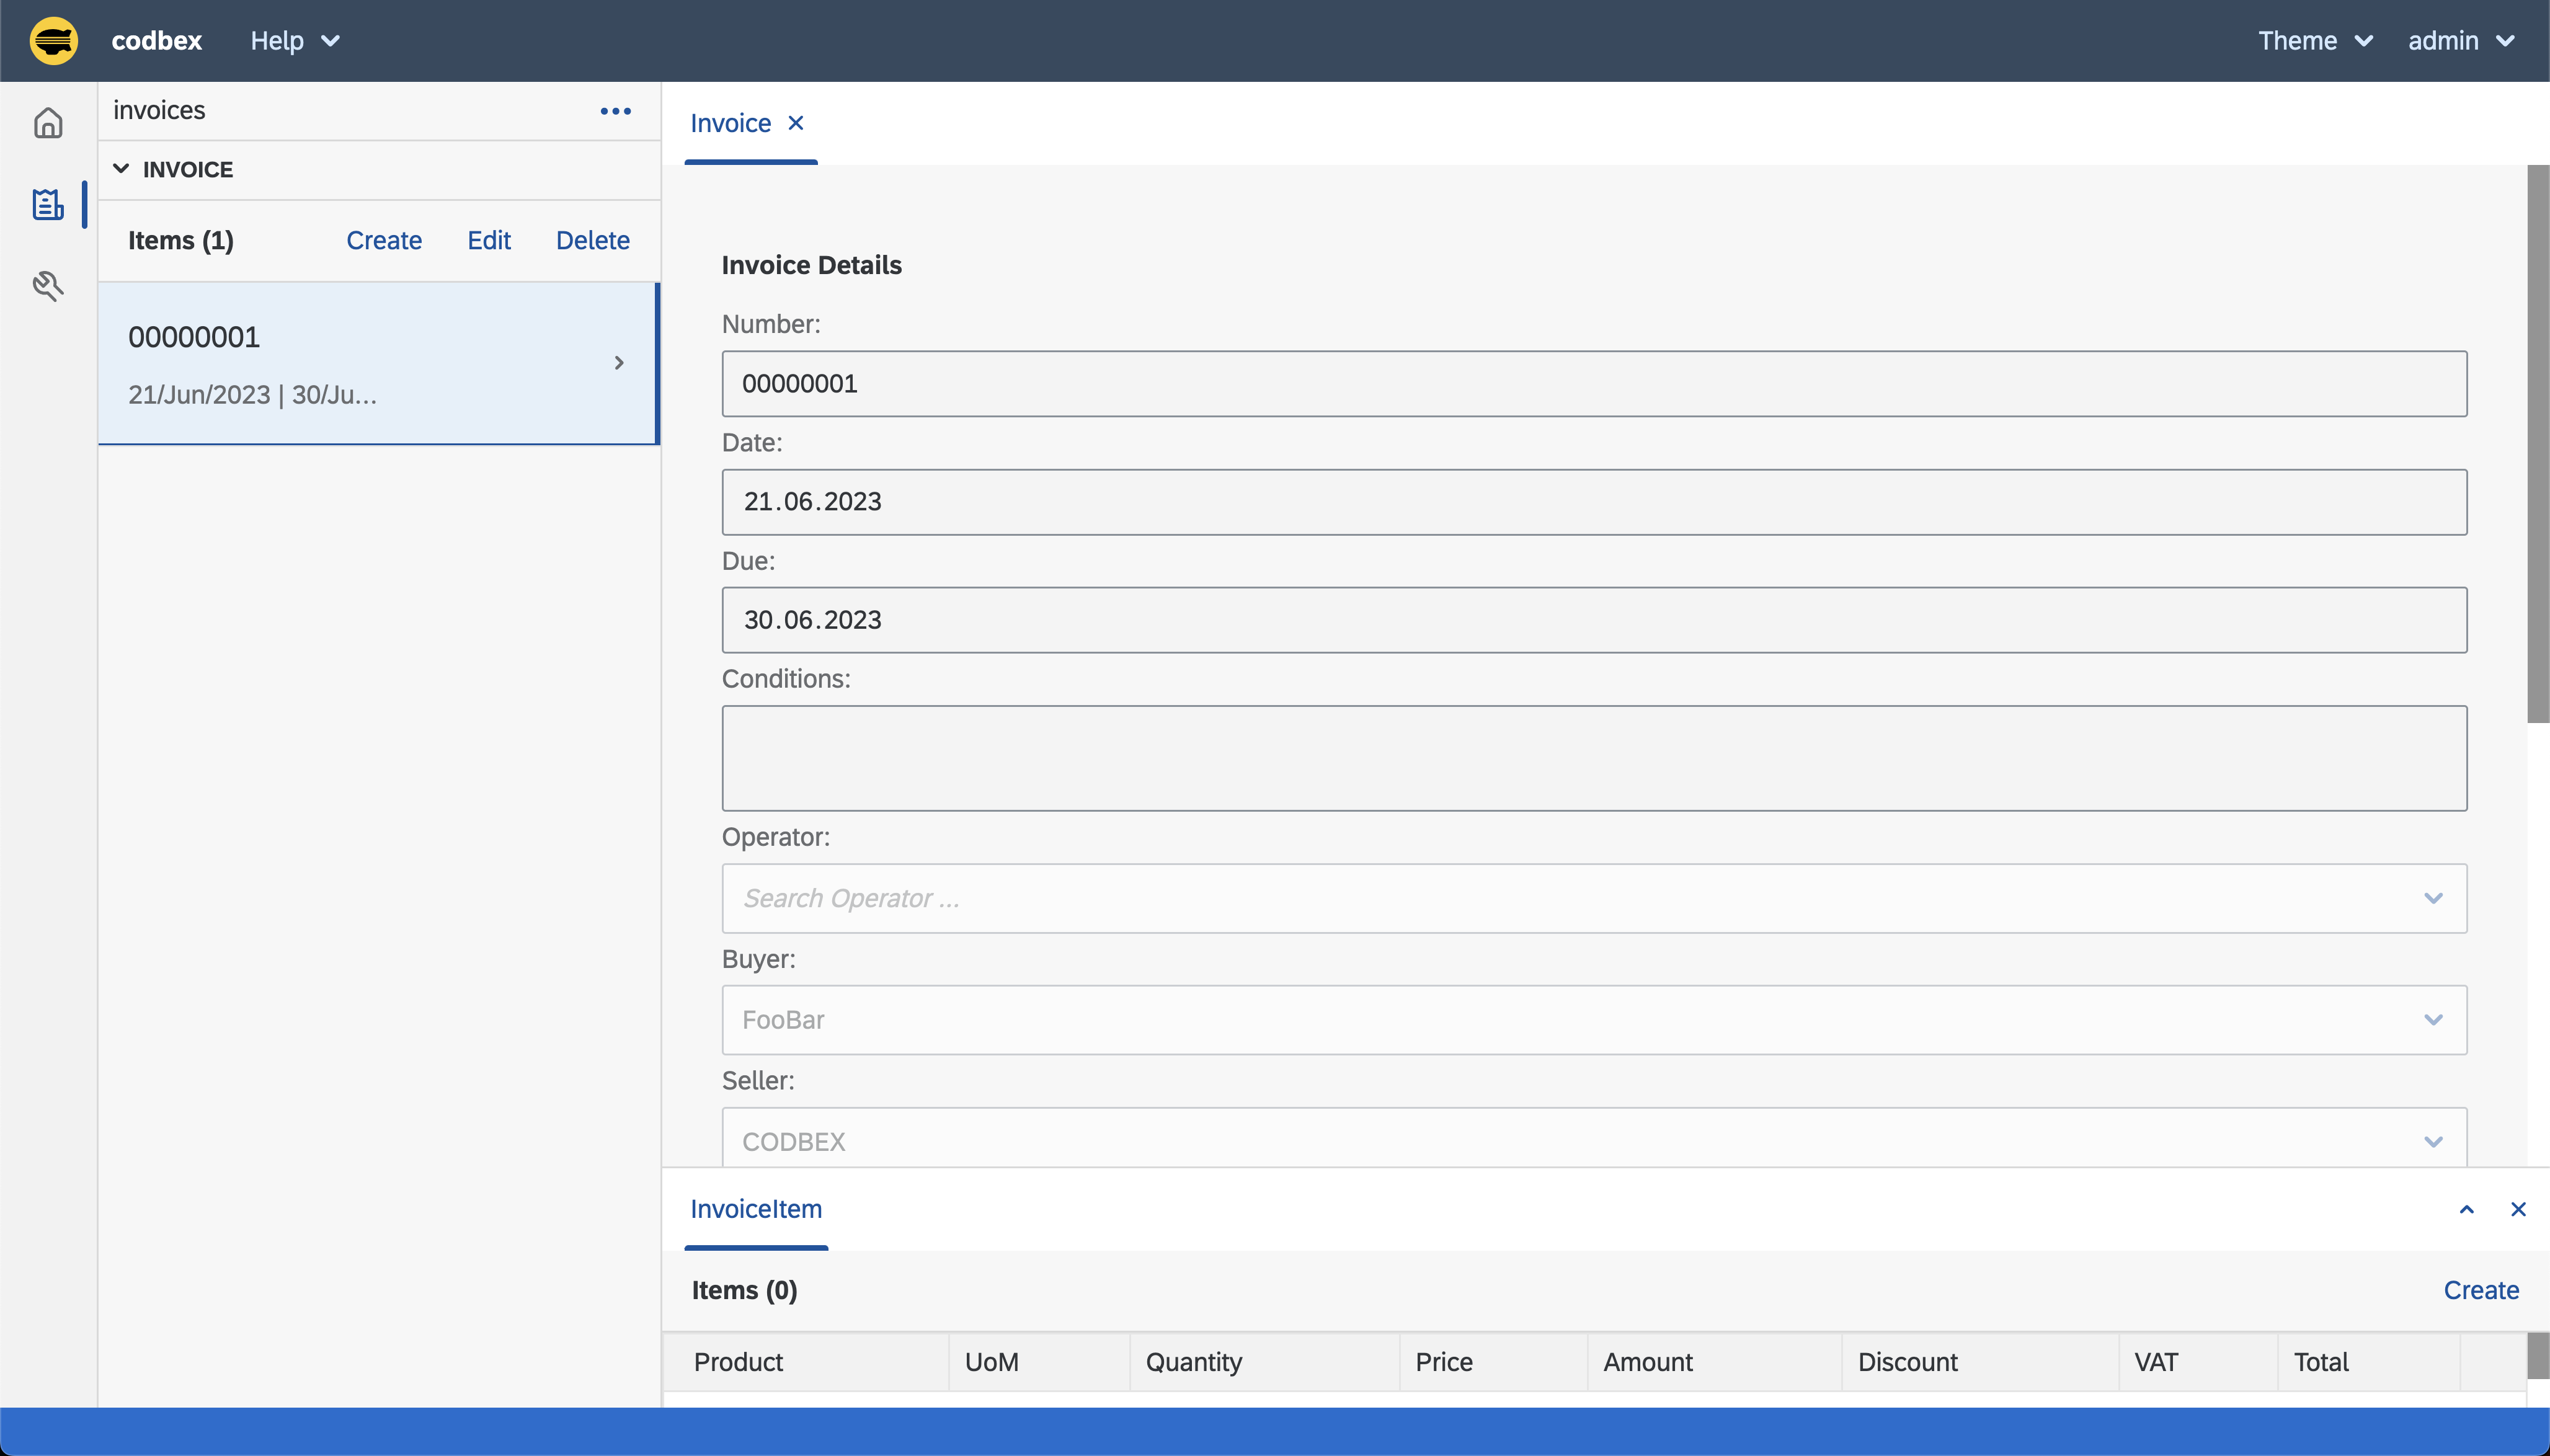 codbex Help Theme admin
invoices
INVOICE
Items (1) Create Edit Delete
00000001
21/Jun/2023 | 30/Ju...
Invoice
Invoice Details
Number:
00000001
Date:
21.06.2023
Due:
30.06.2023
Conditions:
Operator:
Search Operator ...
Buyer:
FooBar
Seller:
CODBEX
InvoiceItem
Items (0) Create
Product UoM Quantity Price Amount Discount VAT Total